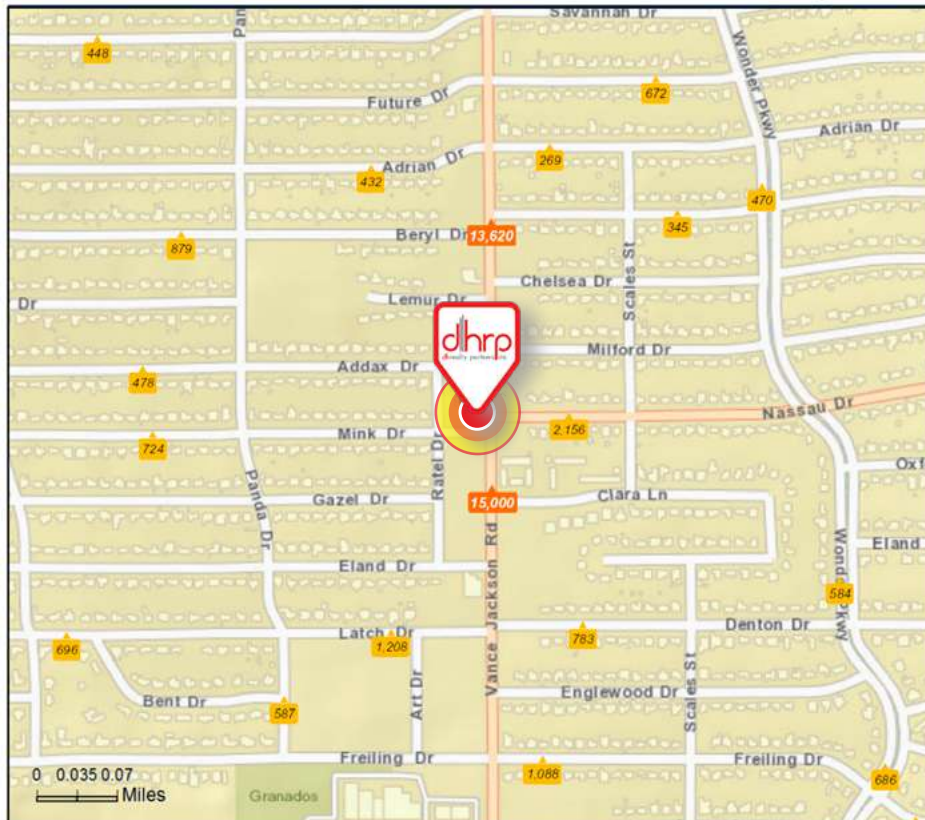 Savannah Dr
Pan
448
Wonder Pkwy
672
Future Dr
Adrian Dr
Adrian Dr
269
432
470
345
Beryl Dr
13,620
879
Chelsea Dr
Scales St
Dr
Lemur Dr
dhrp
Milford Dr
Addax Dr
478
Nassau Dr
2,156
Mink Dr
724
Ratel Dr
Oxf
Panda Dr
Gazel Dr
15,000
Clara Ln
Vance Jackson Rd
Eland
Eland Dr
Wonder Pkwy
584
Latch Dr
1,208
783
Denton Dr
696
Bent Dr
587
Art Dr
Englewood Dr
Scales St
Freiling Dr
1,088
Freiling Dr
686
0 0.035 0.07
Miles
Granados